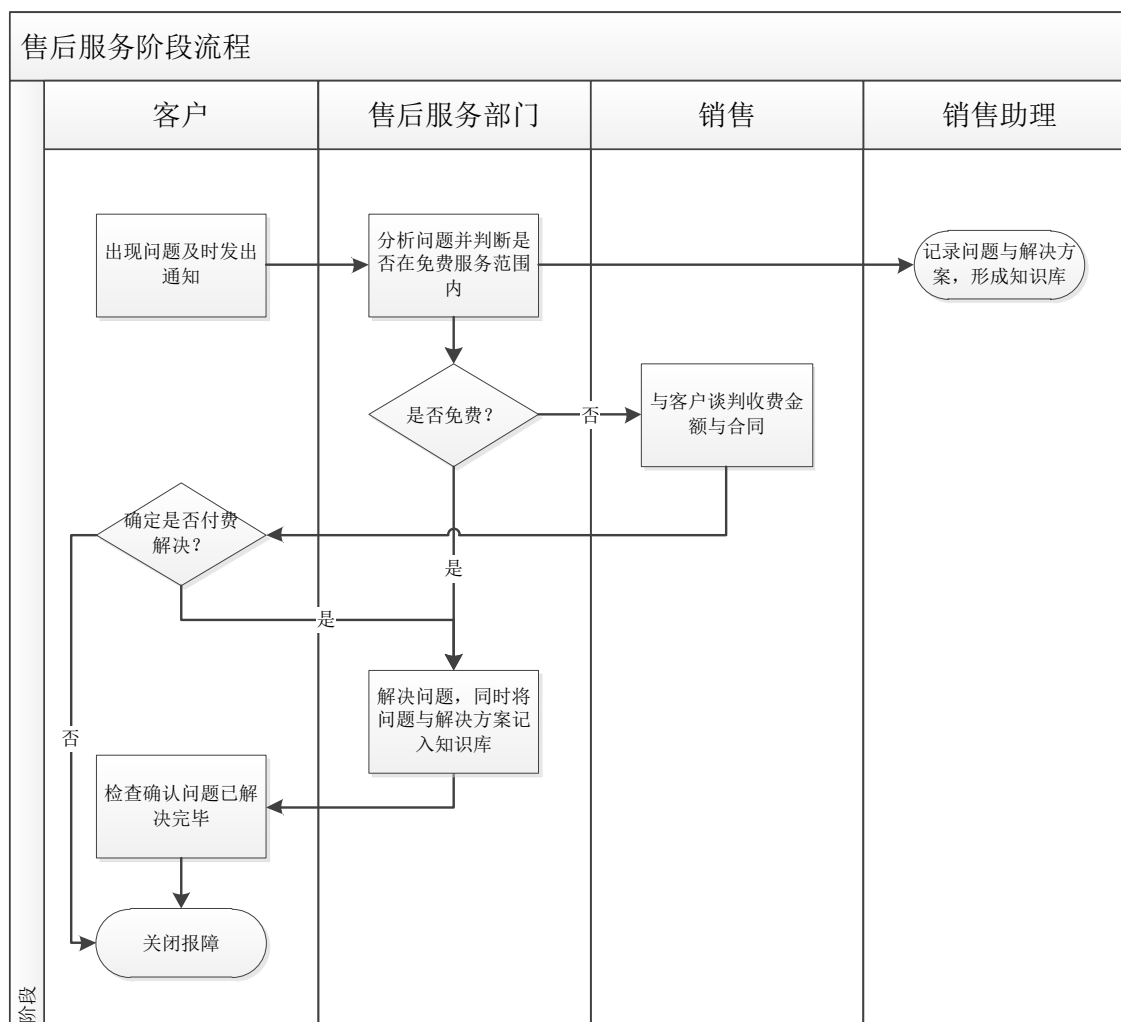 售后服务阶段流程
客户
售后服务部门
销售
销售助理
出现问题及时发出
通知
分析问题并判断是
否在免费服务范围
内
记录问题与解决方
案，形成知识库
是否免费？
否
与客户谈判收费金
额与合同
确定是否付费
解决？
是
是
否
解决问题，同时将
问题与解决方案记
入知识库
检查确认问题已解
决完毕
关闭报障
阶段